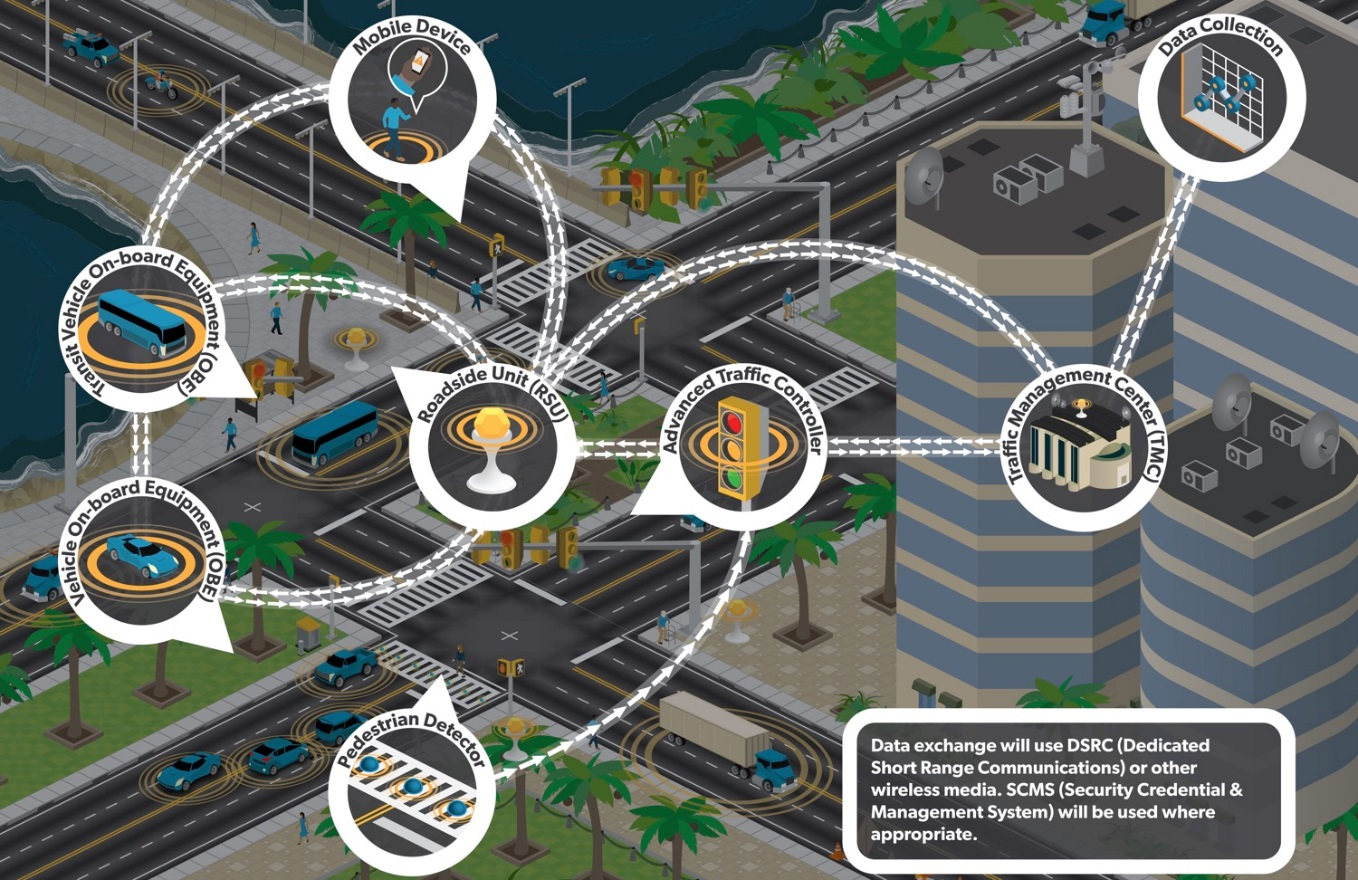 Mobile Device
Data Collection
Transit Vehicle On-board Equipment (OBE)
Roadside Unit (RSU)
Advanced Traffic Controller
Traffic Management Center (TMC)
Vehicle On-board Equipment (OBE)
Pedestrian Detector
Data exchange will use DSRC (Dedicated
Short Range Communications) or other
wireless media. SCMS (Security Credential &
Management System) will be used where
appropriate.